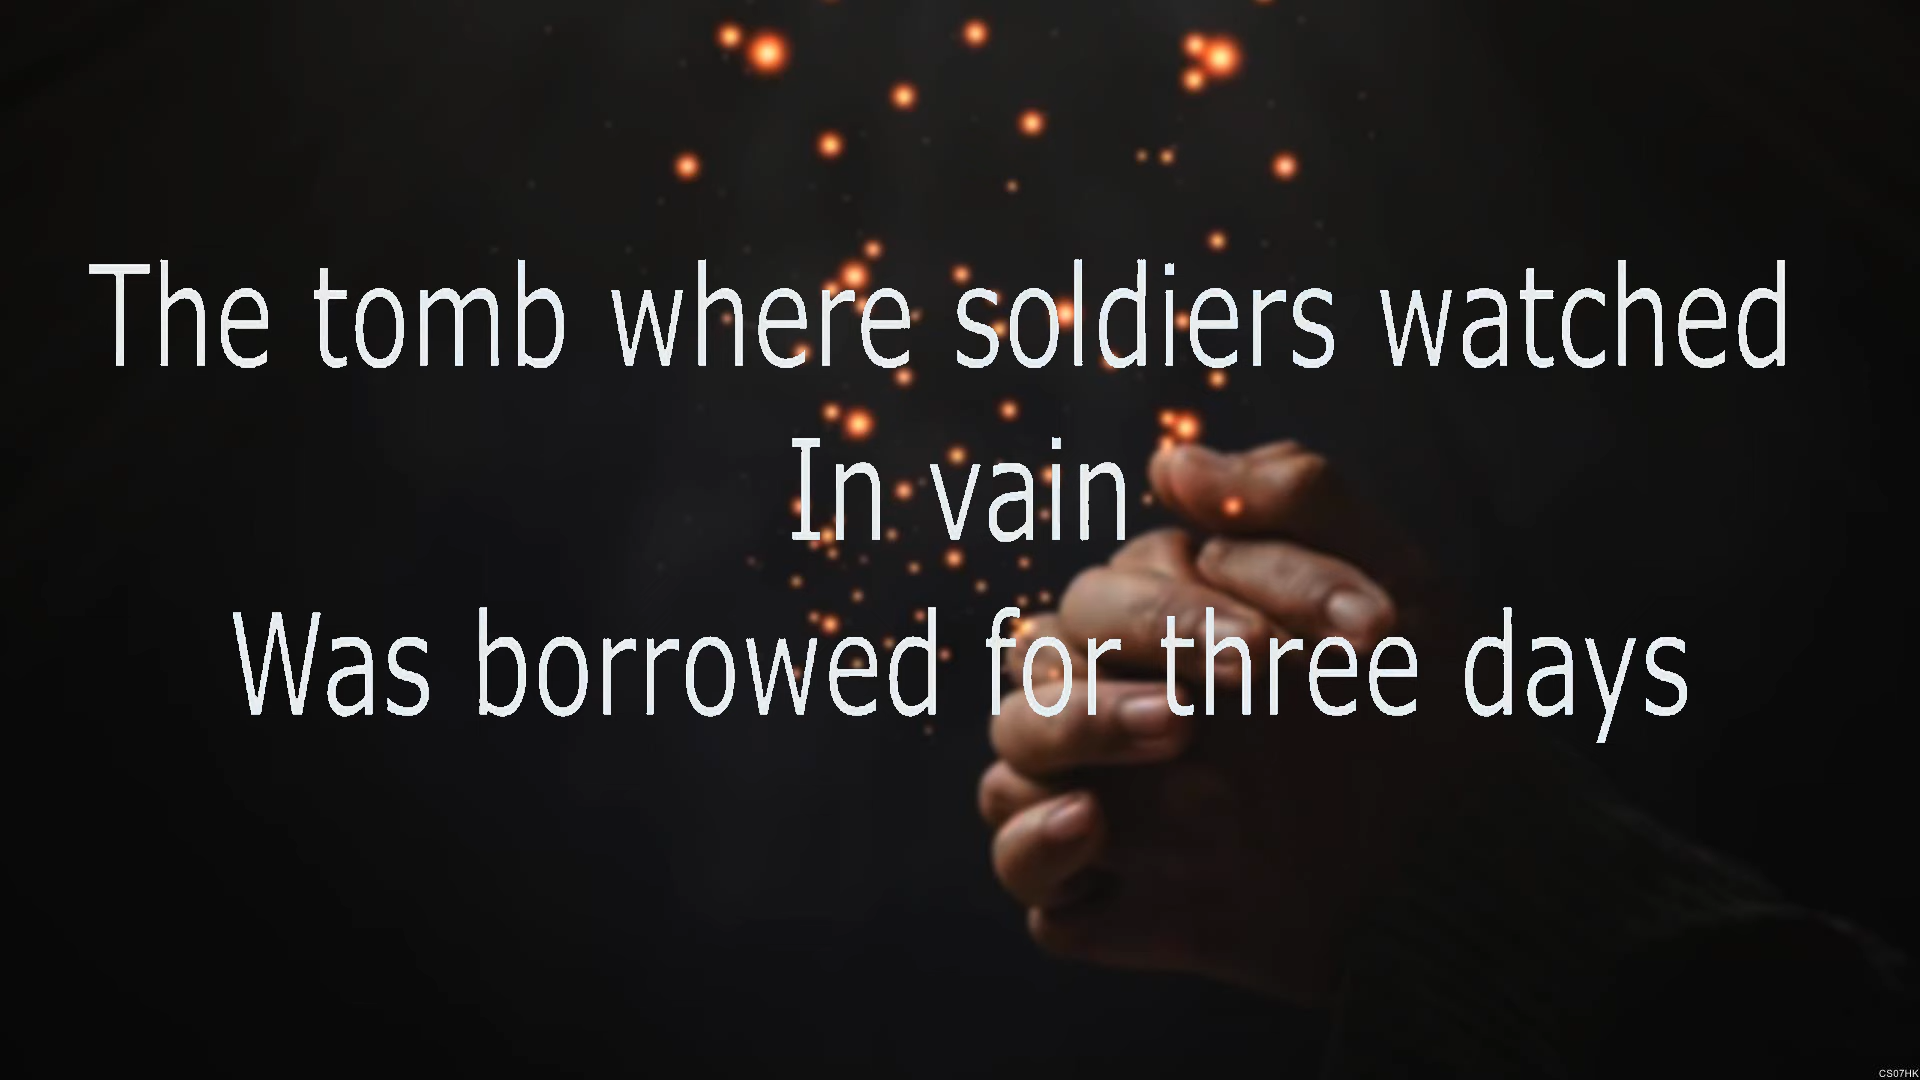 The tomb where soldiers watched
In vain
Was borrowed for three days
CS07HK